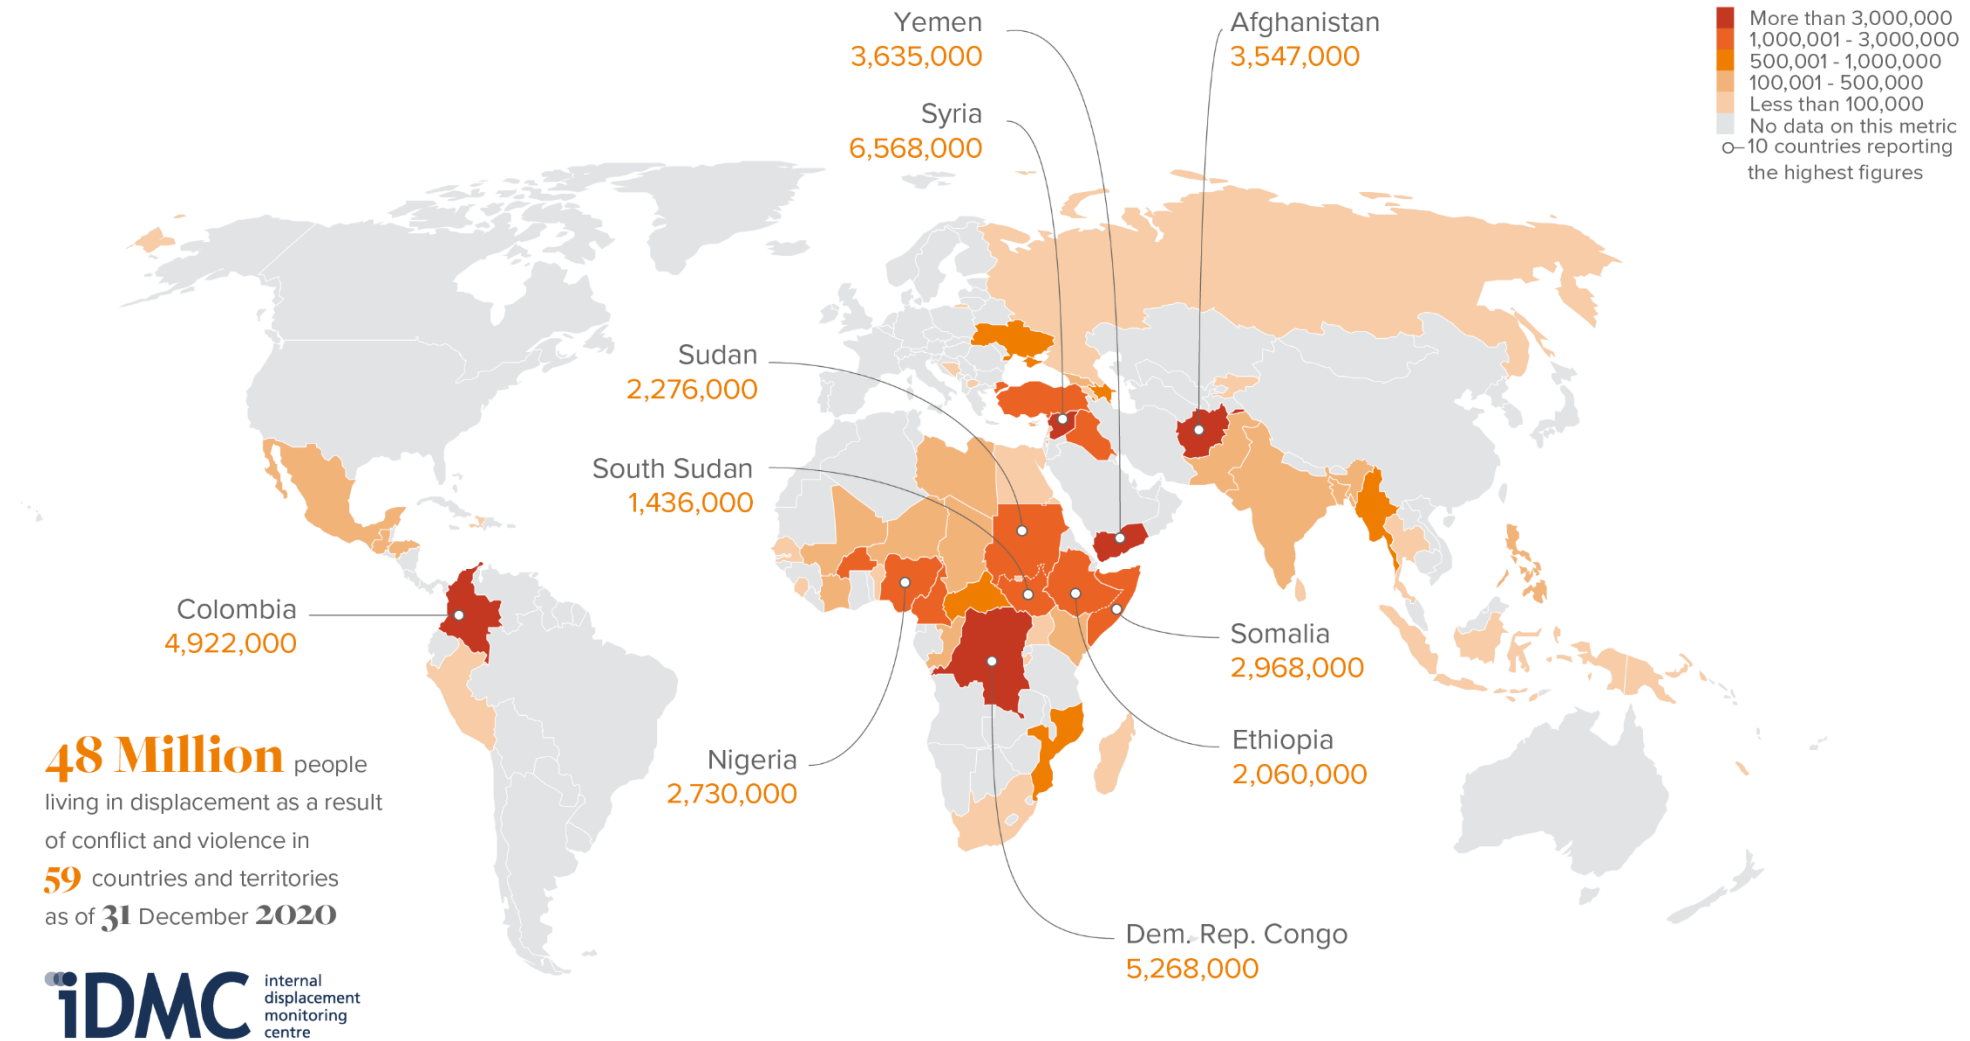 Yemen
3,635,000
Afghanistan
3,547,000
Syria
6,568,000
More than 3,000,000
1,000,001 - 3,000,000
500,001 - 1,000,000
100,001 - 500,000
Less than 100,000
No data on this metric
10 countries reporting
the highest figures
Sudan
2,276,000
South Sudan
1,436,000
Colombia
4,922,000
Somalia
2,968,000
Ethiopia
2,060,000
Nigeria
2,730,000
Dem. Rep. Congo
5,268,000
48 Million people
living in displacement as a result
of conflict and violence in
59 countries and territories
as of 31 December 2020
iDMC
internal
displacement
monitoring
centre